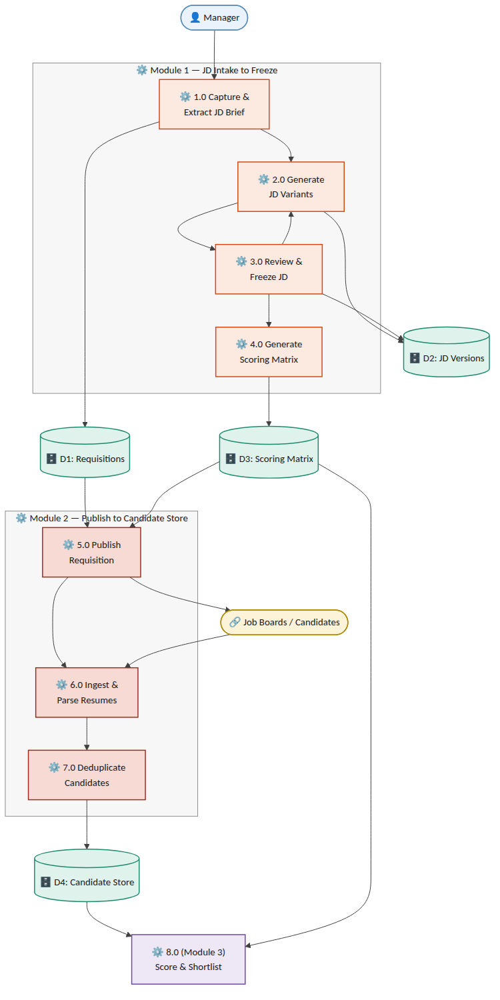 👤 Manager
⚙️ Module 1 — JD Intake to Freeze
⚙️ 1.0 Capture &
Extract JD Brief
⚙️ 2.0 Generate
JD Variants
⚙️ 3.0 Review &
Freeze JD
⚙️ 4.0 Generate
Scoring Matrix
🗄️ D2: JD Versions
🗄️ D1: Requisitions
🗄️ D3: Scoring Matrix
⚙️ Module 2 — Publish to Candidate Store
⚙️ 5.0 Publish
Requisition
🔗 Job Boards / Candidates
⚙️ 6.0 Ingest &
Parse Resumes
⚙️ 7.0 Deduplicate
Candidates
🗄️ D4: Candidate Store
⚙️ 8.0 (Module 3)
Score & Shortlist